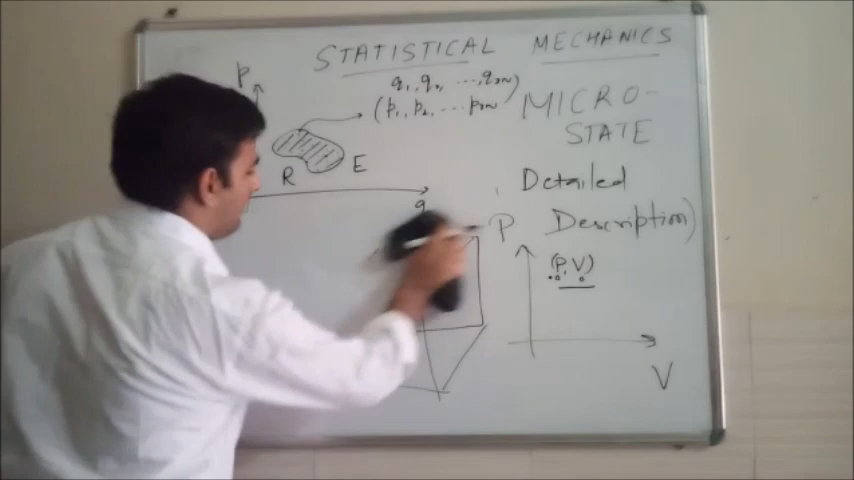 STATISTICAL MECHANICS
P
q₁, q₂, ..., q₃ₙ
(p₁, p₂, ... p₃ₙ)
MICRO-
STATE
R
E
Detailed
q
P
Description)
(P, V)
V